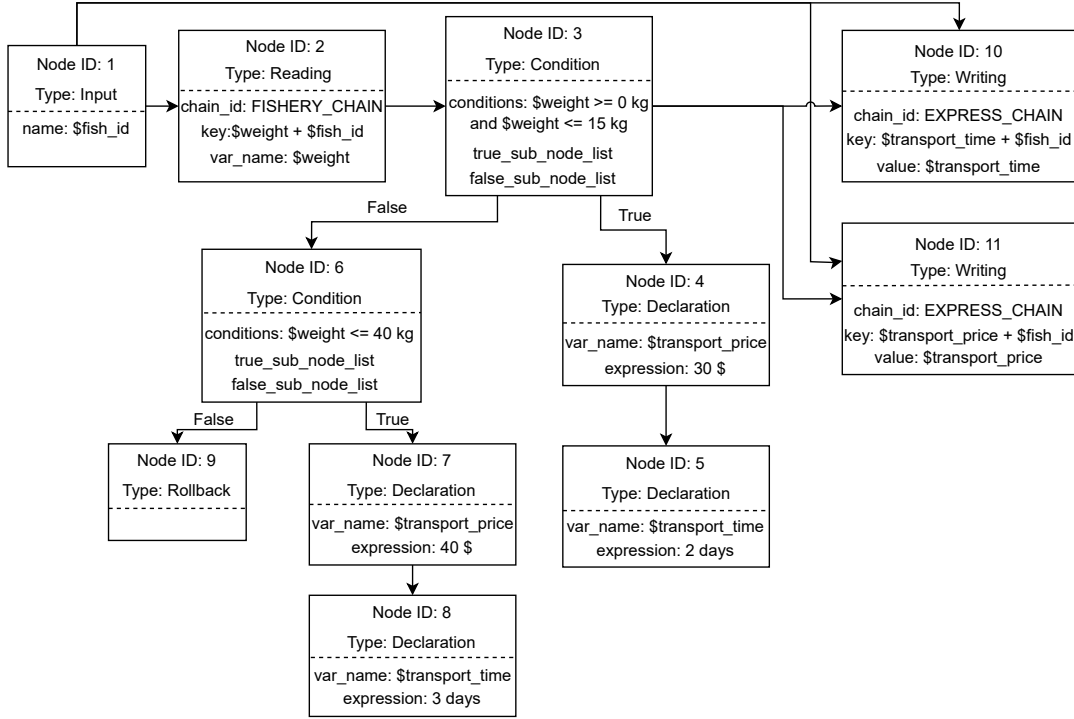 Node ID: 1
Type: Input
name: $fish_id
Node ID: 2
Type: Reading
chain_id: FISHERY_CHAIN
key:$weight + $fish_id
var_name: $weight
Node ID: 3
Type: Condition
conditions: $weight >= 0 kg
and $weight <= 15 kg
true_sub_node_list
false_sub_node_list
Node ID: 10
Type: Writing
chain_id: EXPRESS_CHAIN
key: $transport_time + $fish_id
value: $transport_time
Node ID: 11
Type: Writing
chain_id: EXPRESS_CHAIN
key: $transport_price + $fish_id
value: $transport_price
False
True
Node ID: 6
Type: Condition
conditions: $weight <= 40 kg
true_sub_node_list
false_sub_node_list
Node ID: 4
Type: Declaration
var_name: $transport_price
expression: 30 $
False
True
Node ID: 9
Type: Rollback
Node ID: 7
Type: Declaration
var_name: $transport_price
expression: 40 $
Node ID: 5
Type: Declaration
var_name: $transport_time
expression: 2 days
Node ID: 8
Type: Declaration
var_name: $transport_time
expression: 3 days